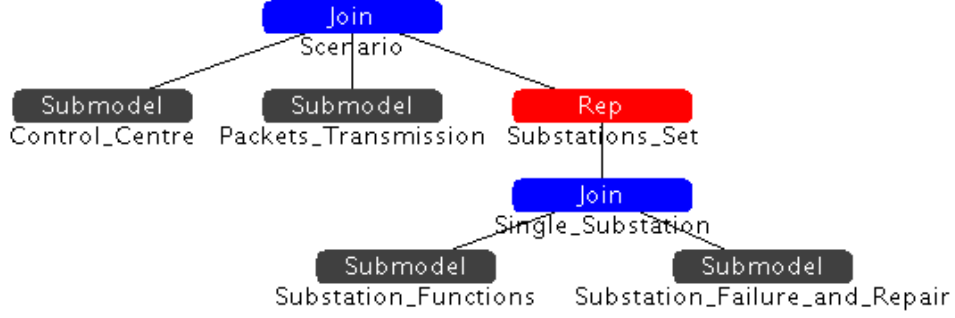 Join
Scenario
Submodel Submodel Rep
Control_Centre Packets_Transmission Substations_Set
Join
Single_Substation
Submodel Submodel
Substation_Functions Substation_Failure_and_Repair